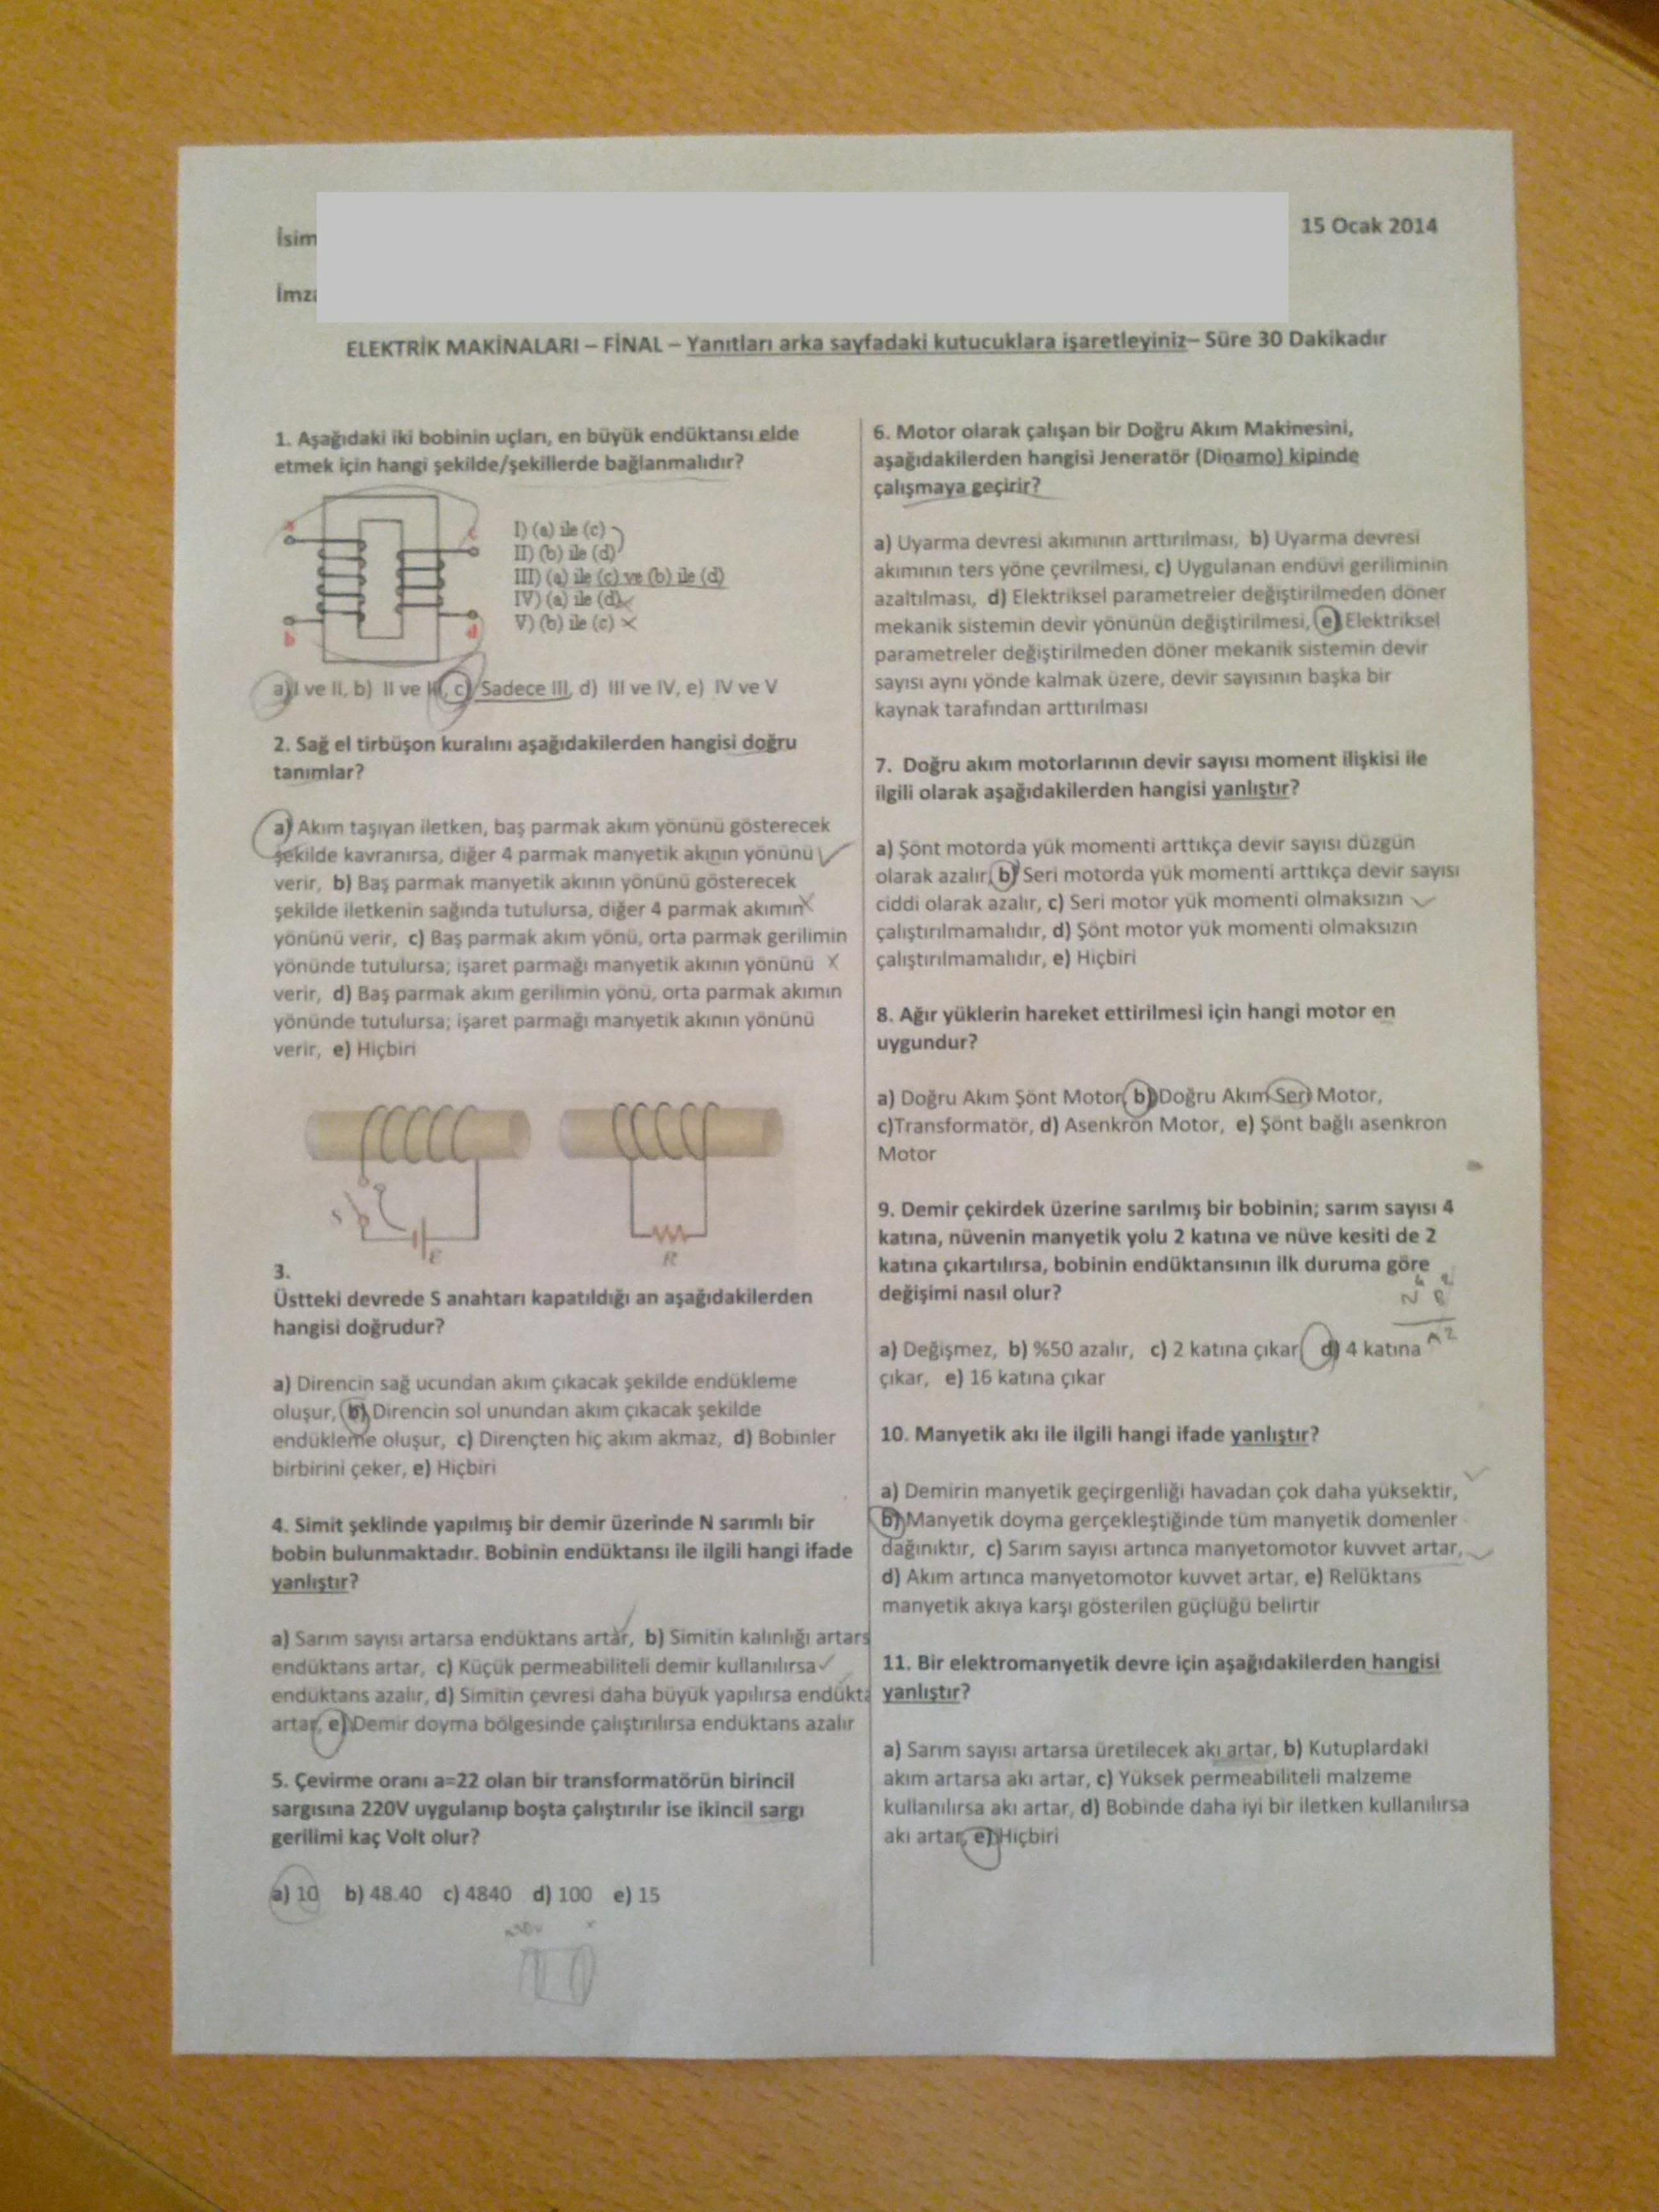 İsim
15 Ocak 2014
İmza
ELEKTRİK MAKİNALARI – FİNAL – Yanıtları arka sayfadaki kutucuklara işaretleyiniz– Süre 30 Dakikadır
1. Aşağıdaki iki bobinin uçları, en büyük endüktansı elde
etmek için hangi şekilde/şekillerde bağlanmalıdır?
a
c
b
d
I) (a) ile (c)
II) (b) ile (d)
III) (a) ile (c) ve (b) ile (d)
IV) (a) ile (d)
V) (b) ile (c)
a) I ve II, b) II ve III, c) Sadece III, d) III ve IV, e) IV ve V
2. Sağ el tirbüşon kuralını aşağıdakilerden hangisi doğru
tanımlar?
a) Akım taşıyan iletken, baş parmak akım yönünü gösterecek
şekilde kavranırsa, diğer 4 parmak manyetik akının yönünü
verir, b) Baş parmak manyetik akının yönünü gösterecek
şekilde iletkenin sağında tutulursa, diğer 4 parmak akımın
yönünü verir, c) Baş parmak akım yönü, orta parmak gerilimin
yönünde tutulursa; işaret parmağı manyetik akının yönünü
verir, d) Baş parmak akım gerilimin yönü, orta parmak akımın
yönünde tutulursa; işaret parmağı manyetik akının yönünü
verir, e) Hiçbiri
S
E
R
3.
Üstteki devrede S anahtarı kapatıldığı an aşağıdakilerden
hangisi doğrudur?
a) Direncin sağ ucundan akım çıkacak şekilde endükleme
oluşur, b) Direncin sol unundan akım çıkacak şekilde
endükleme oluşur, c) Dirençten hiç akım akmaz, d) Bobinler
birbirini çeker, e) Hiçbiri
4. Simit şeklinde yapılmış bir demir üzerinde N sarımlı bir
bobin bulunmaktadır. Bobinin endüktansı ile ilgili hangi ifade
yanlıştır?
a) Sarım sayısı artarsa endüktans artar, b) Simitin kalınlığı artars
endüktans artar, c) Küçük permeabiliteli demir kullanılırsa
endüktans azalır, d) Simitin çevresi daha büyük yapılırsa endükta
artar, e) Demir doyma bölgesinde çalıştırılırsa endüktans azalır
5. Çevirme oranı a=22 olan bir transformatörün birincil
sargısına 220V uygulanıp boşta çalıştırılır ise ikincil sargı
gerilimi kaç Volt olur?
a) 10 b) 48.40 c) 4840 d) 100 e) 15
6. Motor olarak çalışan bir Doğru Akım Makinesini,
aşağıdakilerden hangisi Jeneratör (Dinamo) kipinde
çalışmaya geçirir?
a) Uyarma devresi akımının arttırılması, b) Uyarma devresi
akımının ters yöne çevrilmesi, c) Uygulanan endüvi geriliminin
azaltılması, d) Elektriksel parametreler değiştirilmeden döner
mekanik sistemin devir yönünün değiştirilmesi, e) Elektriksel
parametreler değiştirilmeden döner mekanik sistemin devir
sayısı aynı yönde kalmak üzere, devir sayısının başka bir
kaynak tarafından arttırılması
7. Doğru akım motorlarının devir sayısı moment ilişkisi ile
ilgili olarak aşağıdakilerden hangisi yanlıştır?
a) Şönt motorda yük momenti arttıkça devir sayısı düzgün
olarak azalır, b) Seri motorda yük momenti arttıkça devir sayısı
ciddi olarak azalır, c) Seri motor yük momenti olmaksızın
çalıştırılmamalıdır, d) Şönt motor yük momenti olmaksızın
çalıştırılmamalıdır, e) Hiçbiri
8. Ağır yüklerin hareket ettirilmesi için hangi motor en
uygundur?
a) Doğru Akım Şönt Motor, b) Doğru Akım Seri Motor,
c)Transformatör, d) Asenkron Motor, e) Şönt bağlı asenkron
Motor
9. Demir çekirdek üzerine sarılmış bir bobinin; sarım sayısı 4
katına, nüvenin manyetik yolu 2 katına ve nüve kesiti de 2
katına çıkartılırsa, bobinin endüktansının ilk duruma göre
değişimi nasıl olur?
a) Değişmez, b) %50 azalır, c) 2 katına çıkar, d) 4 katına
çıkar, e) 16 katına çıkar
10. Manyetik akı ile ilgili hangi ifade yanlıştır?
a) Demirin manyetik geçirgenliği havadan çok daha yüksektir,
b) Manyetik doyma gerçekleştiğinde tüm manyetik domenler
dağınıktır, c) Sarım sayısı artınca manyetomotor kuvvet artar,
d) Akım artınca manyetomotor kuvvet artar, e) Relüktans
manyetik akıya karşı gösterilen güçlüğü belirtir
11. Bir elektromanyetik devre için aşağıdakilerden hangisi
yanlıştır?
a) Sarım sayısı artarsa üretilecek akı artar, b) Kutuplardaki
akım artarsa akı artar, c) Yüksek permeabiliteli malzeme
kullanılırsa akı artar, d) Bobinde daha iyi bir iletken kullanılırsa
akı artar, e) Hiçbiri